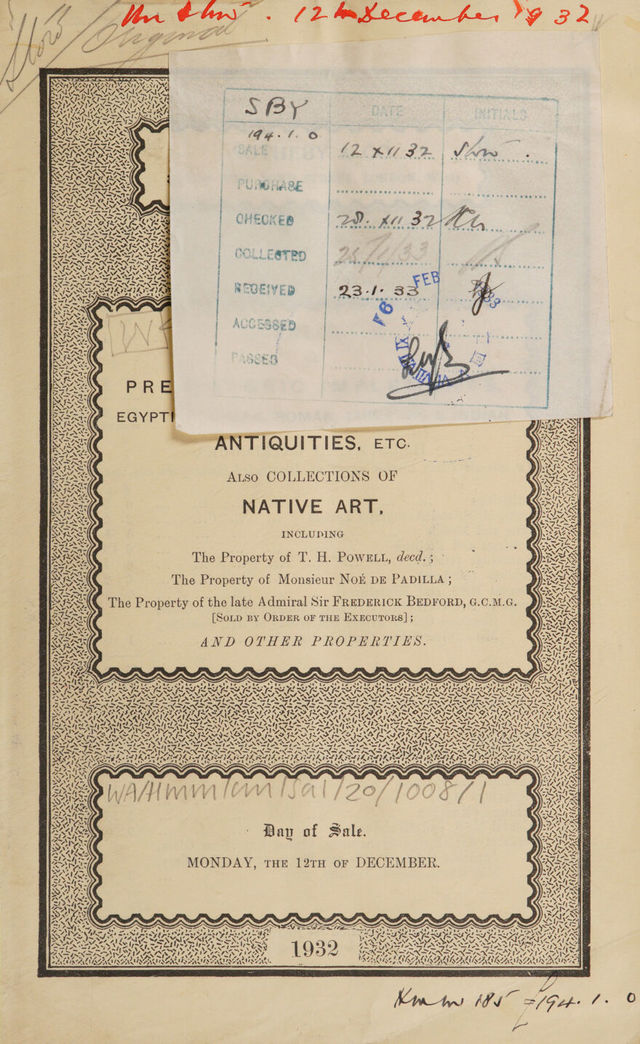 12th December 1932
Original
SBY
DATE
INITIALS
194.1.0
SALE 12 XII 32
PURCHASE
CHECKED 28. XII 32
COLLECTED
RECEIVED 23.1.33
FEB
ACCESSED
PASSED
PRE
EGYPTI
ANTIQUITIES, ETC.
ALSO COLLECTIONS OF
NATIVE ART,
INCLUDING
The Property of T. H. POWELL, decd.;
The Property of Monsieur NOÉ DE PADILLA;
The Property of the late Admiral Sir FREDERICK BEDFORD, G.C.M.G.
[SOLD BY ORDER OF THE EXECUTORS];
AND OTHER PROPERTIES.
WA/Hmm/cm/Sal/20/1008/1
Day of Sale.
MONDAY, THE 12TH OF DECEMBER.
1932
185 £194.1.0